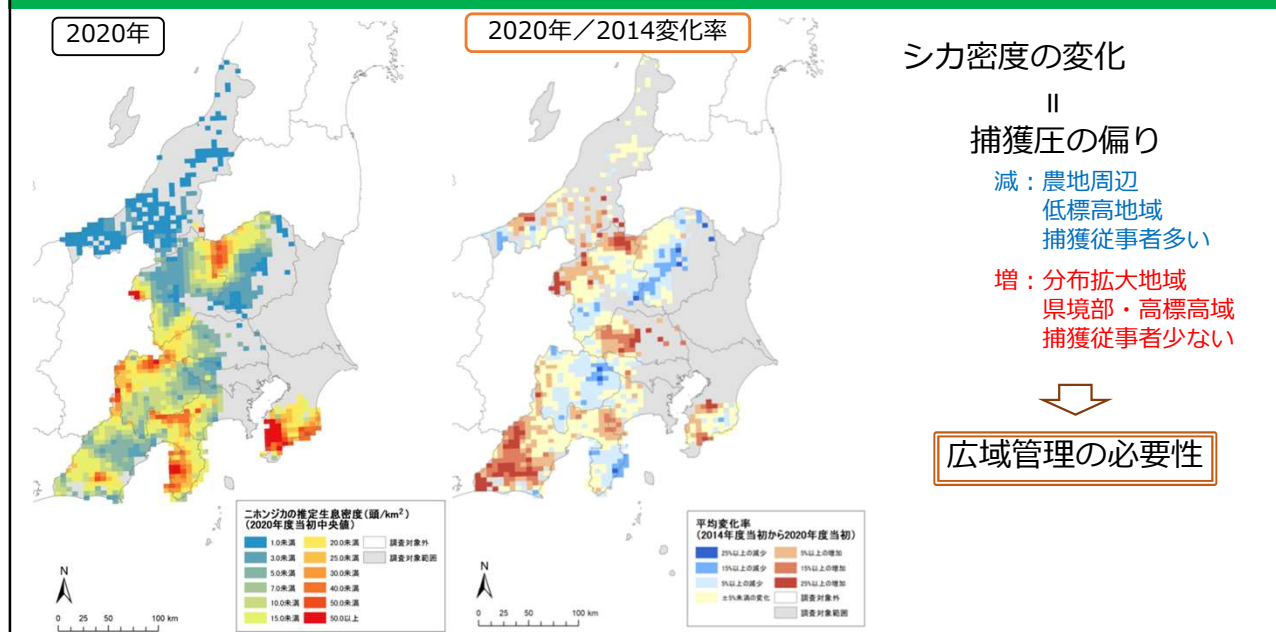 2020年
2020年／2014変化率
シカ密度の変化
＝
捕獲圧の偏り
減：農地周辺
低標高地域
捕獲従事者多い
増：分布拡大地域
県境部・高標高域
捕獲従事者少ない
広域管理の必要性
N
0 25 50 100 km
ニホンジカの推定生息密度(頭/km²)
(2020年度当初中央値)
1.0未満 20.0未満 調査対象外
3.0未満 25.0未満 調査対象範囲
5.0未満 30.0未満
7.0未満 40.0未満
10.0未満 50.0未満
15.0未満 50.0以上
N
0 25 50 100 km
平均変化率
(2014年度当初から2020年度当初)
25%以上の減少 5%以上の増加
15%以上の減少 15%以上の増加
5%以上の減少 25%以上の増加
±5%未満の変化 調査対象外
調査対象範囲